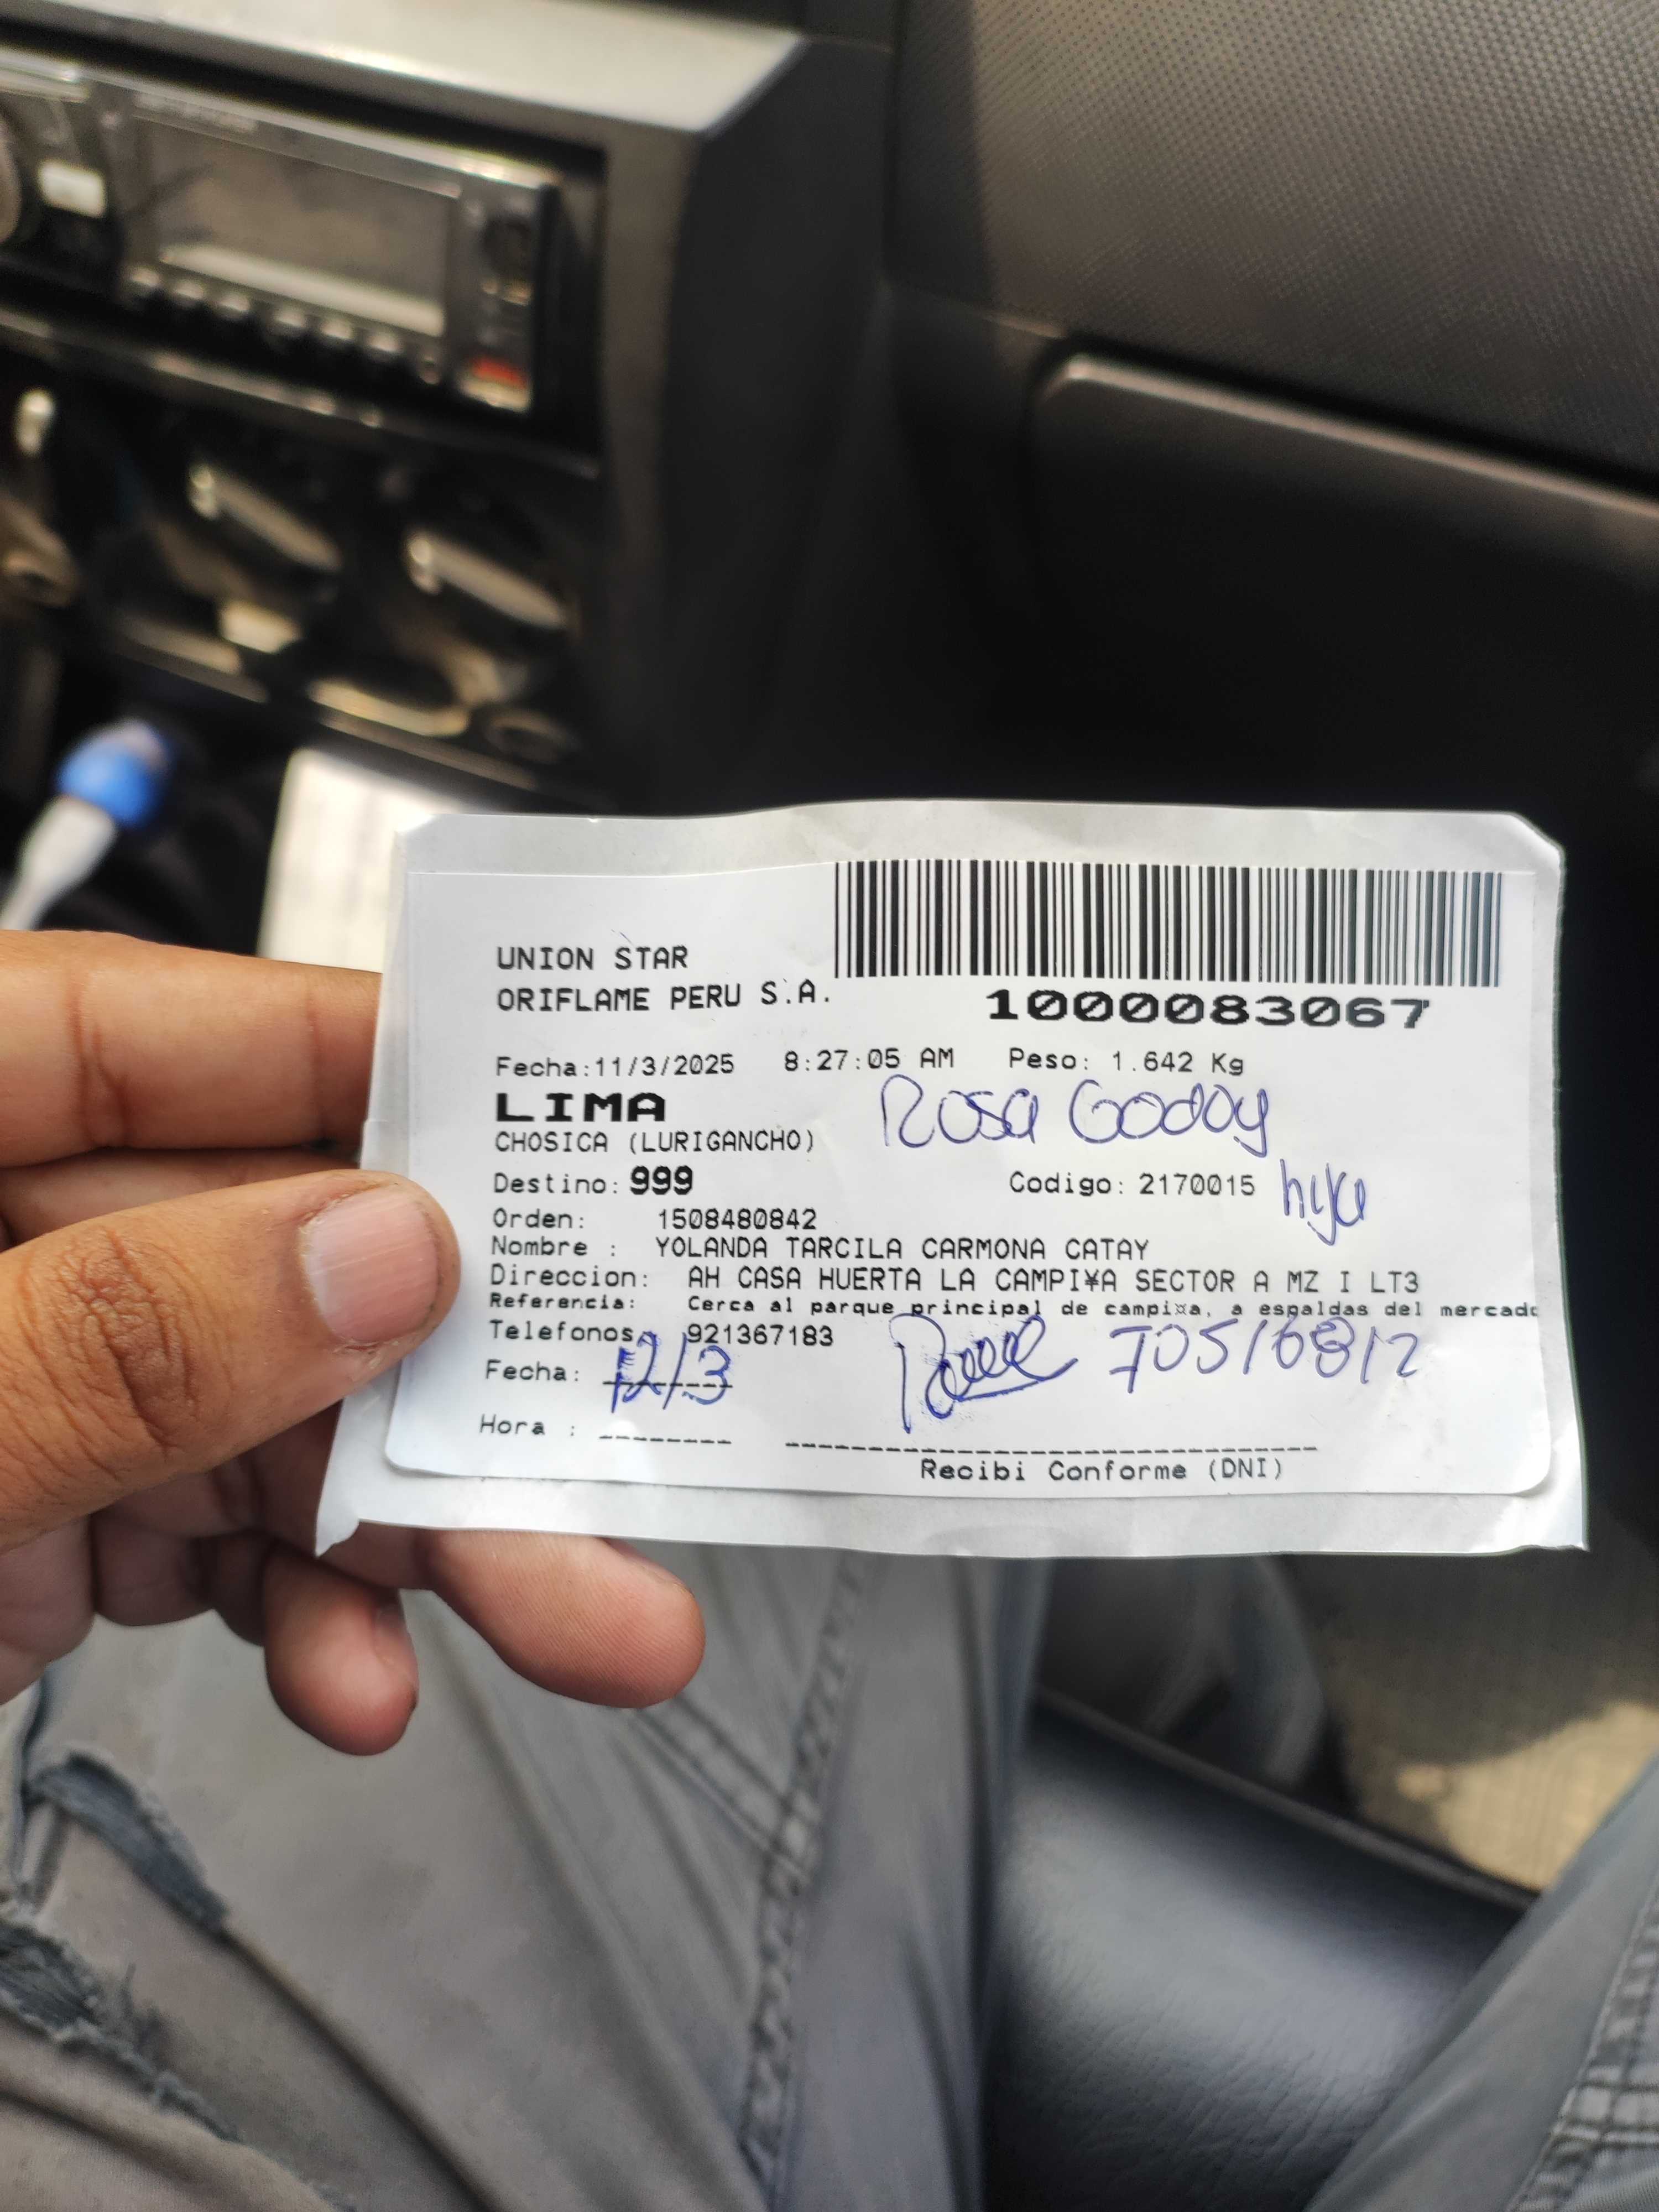 UNION STAR
ORIFLAME PERU S.A.
1000083067
Fecha:11/3/2025 8:27:05 AM Peso: 1.642 Kg
LIMA
Rosa Godoy
CHOSICA (LURIGANCHO)
Destino: 999 Codigo: 2170015 hija
Orden: 1508480842
Nombre : YOLANDA TARCILA CARMONA CATAY
Direccion: AH CASA HUERTA LA CAMPI¥A SECTOR A MZ I LT3
Referencia: Cerca al parque principal de campi¤a, a espaldas del mercado
Telefonos: 921367183
Fecha: 12/3 70516812
Hora : --------
Recibi Conforme (DNI)